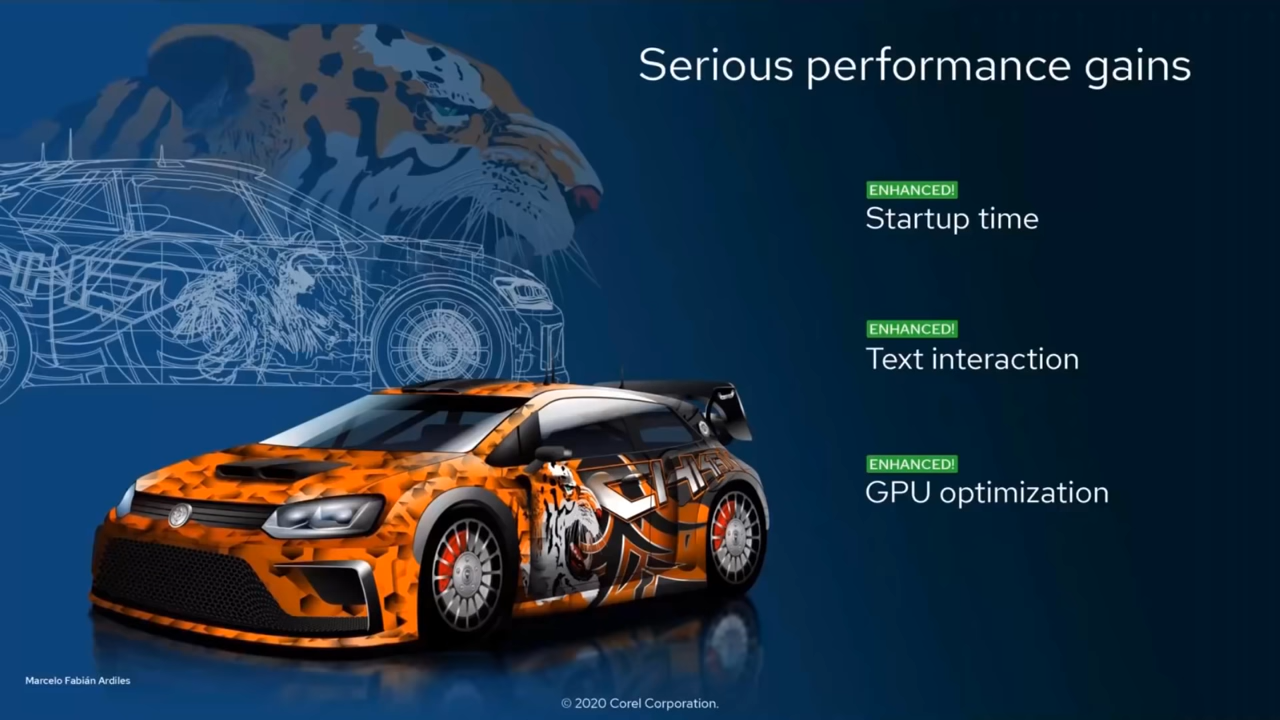 Serious performance gains
ENHANCED!
Startup time
ENHANCED!
Text interaction
ENHANCED!
GPU optimization
Marcelo Fabián Ardiles
© 2020 Corel Corporation.